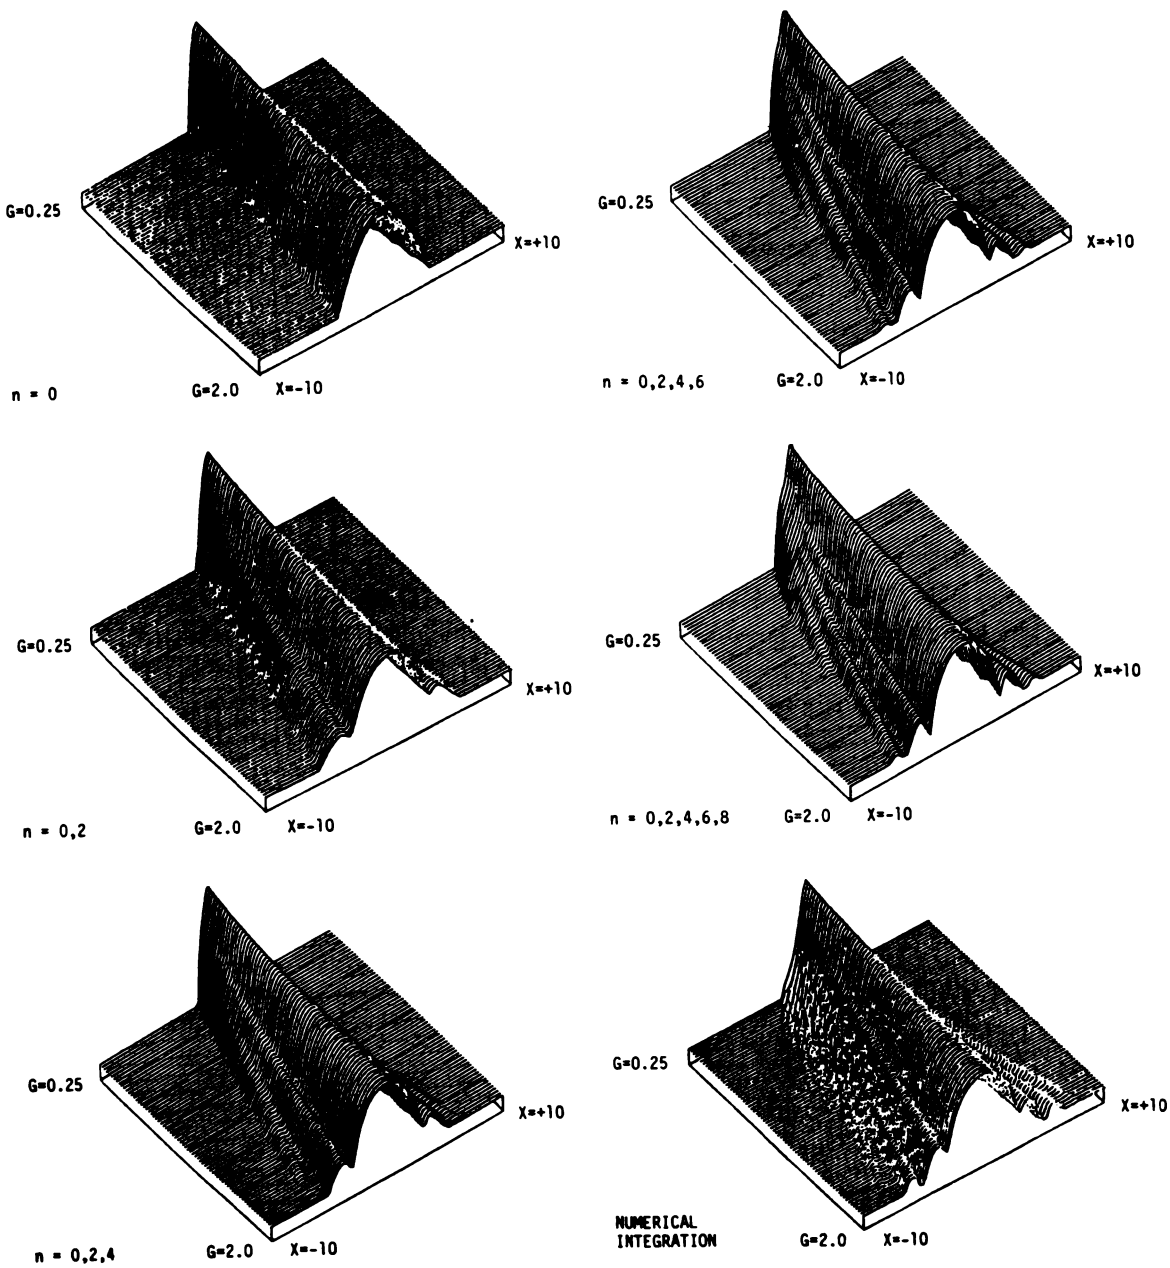 G=0.25
X=+10
n = 0
G=2.0
X=-10
G=0.25
X=+10
n = 0,2,4,6
G=2.0
X=-10
G=0.25
X=+10
n = 0,2
G=2.0
X=-10
G=0.25
X=+10
n = 0,2,4,6,8
G=2.0
X=-10
G=0.25
X=+10
n = 0,2,4
G=2.0
X=-10
G=0.25
X=+10
NUMERICAL
INTEGRATION
G=2.0
X=-10